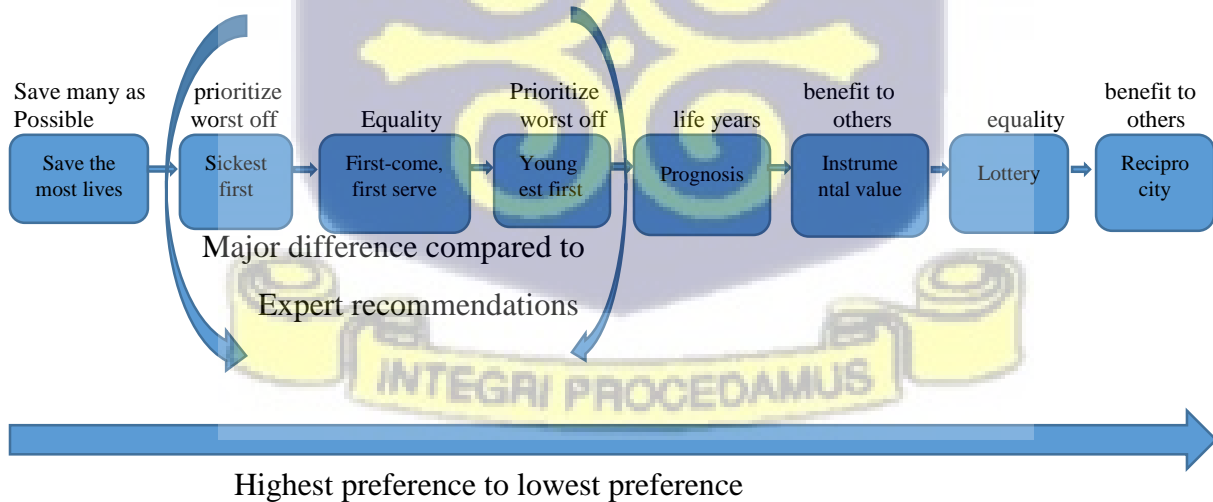 Save many as
Possible
prioritize
worst off
Equality
Prioritize
worst off
life years
benefit to
others
equality
benefit to
others
Save the
most lives
Sickest
first
First-come,
first serve
Young
est first
Prognosis
Instrume
ntal value
Lottery
Recipro
city
Major difference compared to
Expert recommendations
INTEGRI PROCEDAMUS
Highest preference to lowest preference